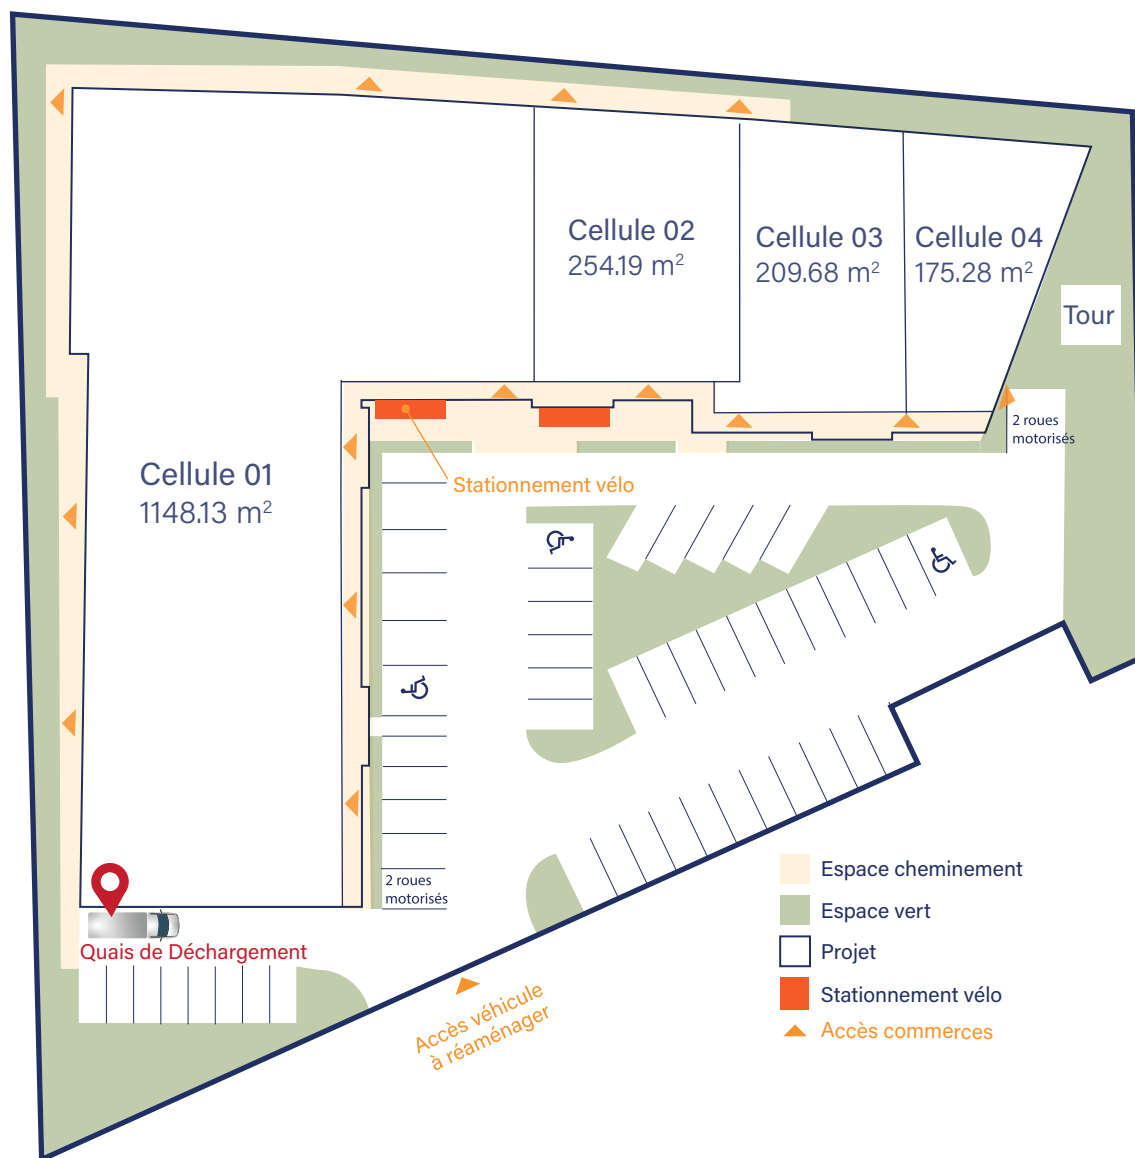 Cellule 02
254.19 m²
Cellule 03
209.68 m²
Cellule 04
175.28 m²
Tour
2 roues
motorisés
Cellule 01
1148.13 m²
Stationnement vélo
2 roues
motorisés
Quais de Déchargement
Accès véhicule
à réaménager
Espace cheminement
Espace vert
Projet
Stationnement vélo
Accès commerces